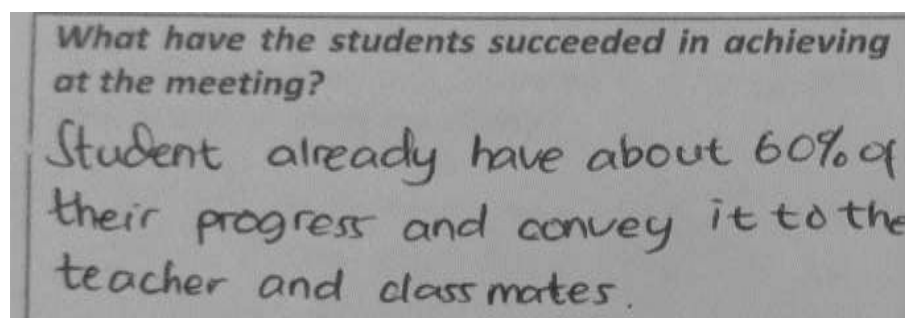 What have the students succeeded in achieving
at the meeting?
Student already have about 60% of
their progress and convey it to the
teacher and classmates.